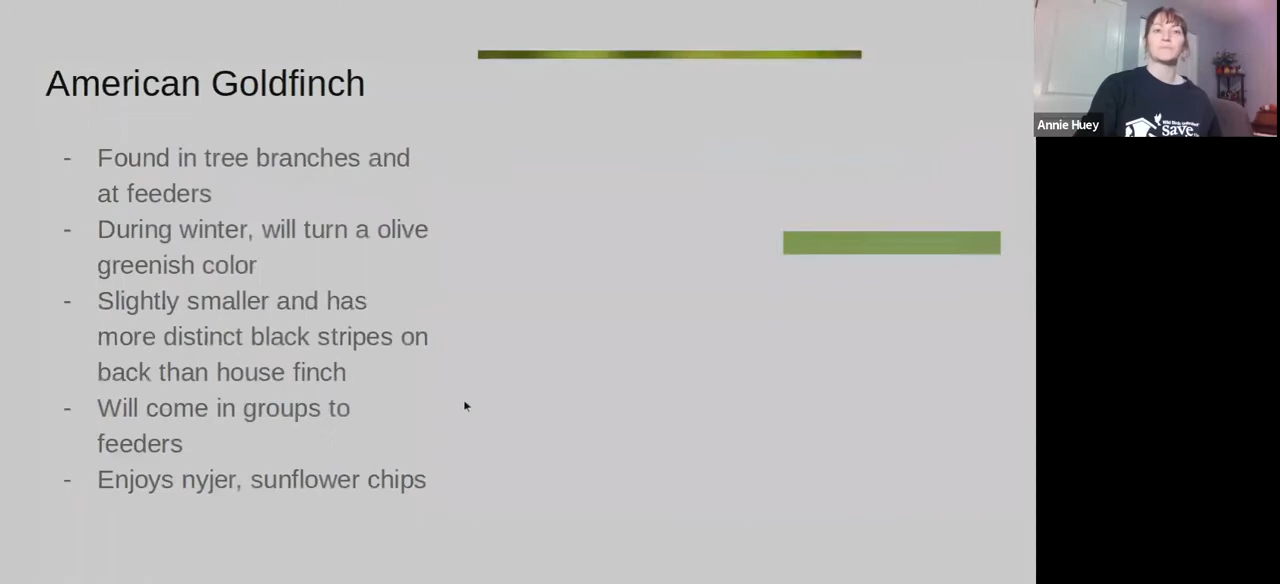 American Goldfinch
- Found in tree branches and
at feeders
- During winter, will turn a olive
greenish color
- Slightly smaller and has
more distinct black stripes on
back than house finch
- Will come in groups to
feeders
- Enjoys nyjer, sunflower chips
Annie Huey
save